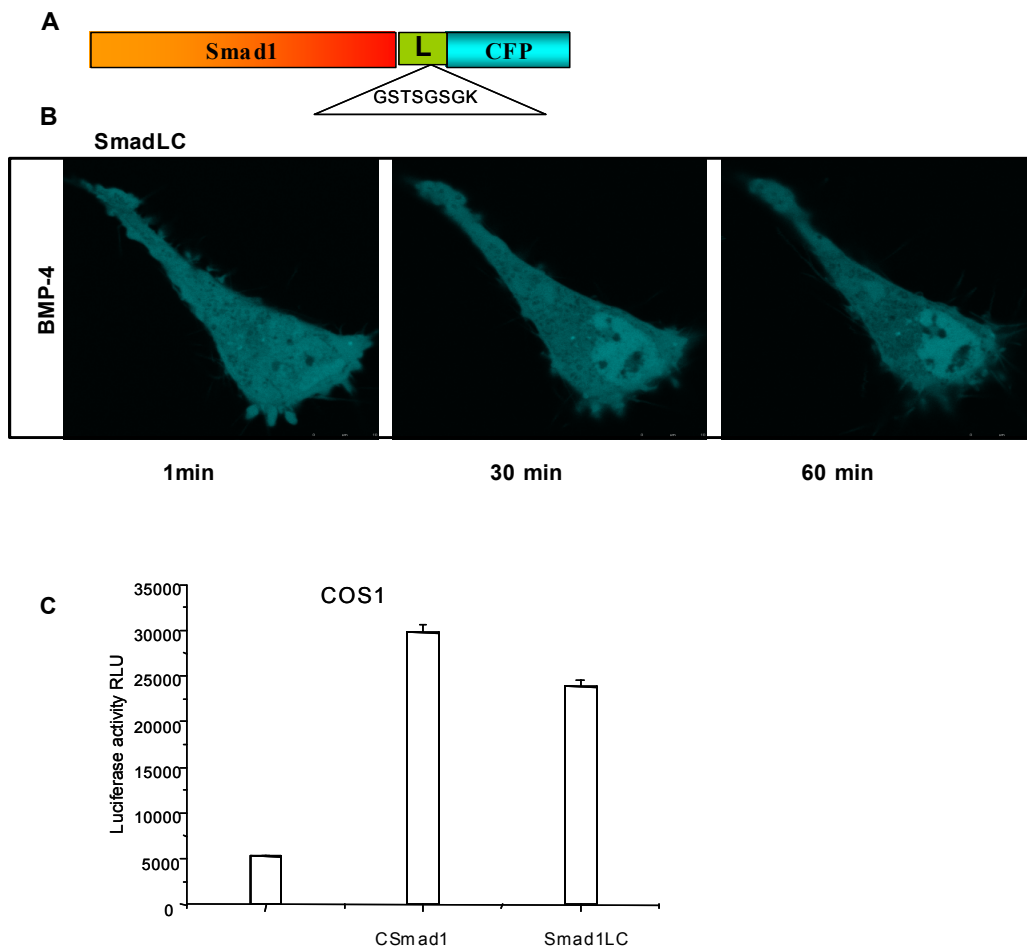 A
Smad1 L CFP
GSTSGSGK
B
SmadLC
BMP-4
1min 30 min 60 min
C
COS1
Luciferase activity RLU
35000
30000
25000
20000
15000
10000
5000
0
CSmad1 Smad1LC